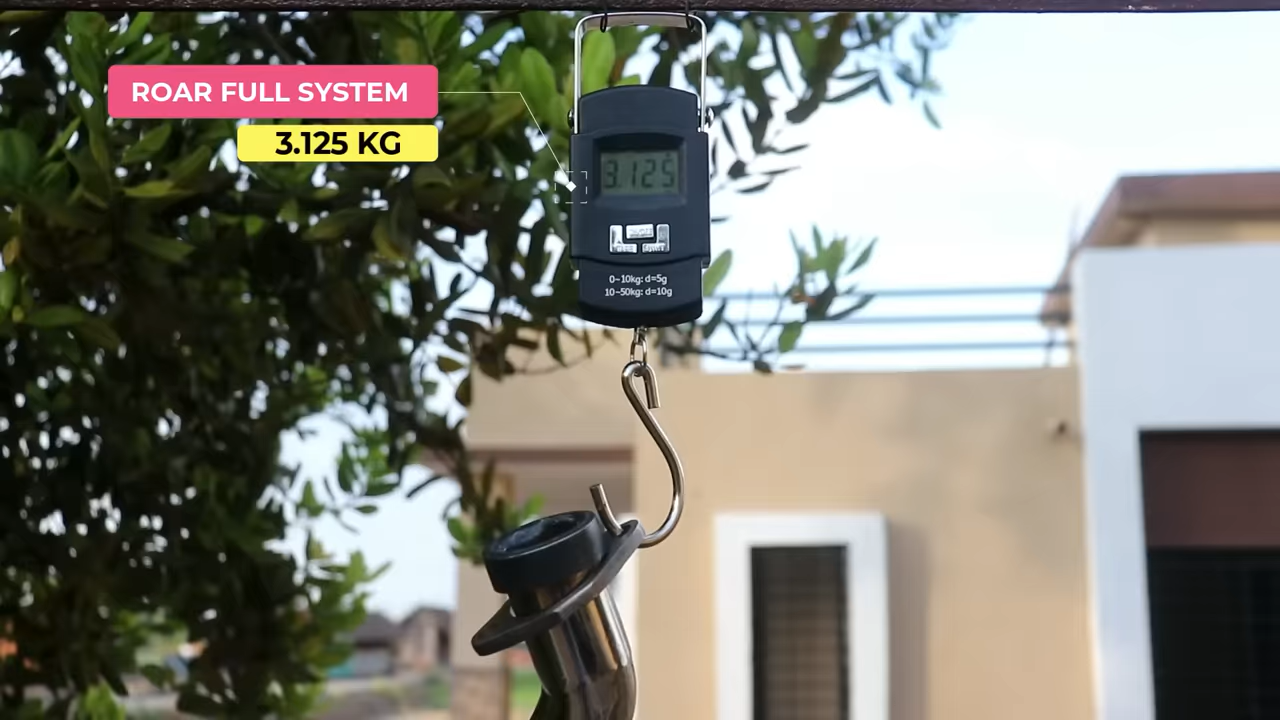 ROAR FULL SYSTEM
3.125 KG
3.125
0~10kg: d=5g
10~50kg: d=10g